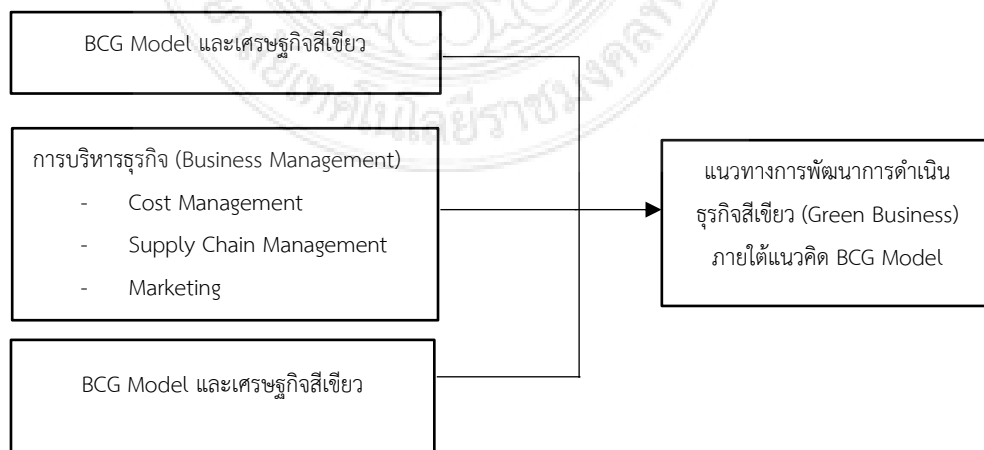 BCG Model และเศรษฐกิจสีเขียว
การบริหารธุรกิจ (Business Management)
- Cost Management
- Supply Chain Management
- Marketing
BCG Model และเศรษฐกิจสีเขียว
แนวทางการพัฒนาการดำเนิน
ธุรกิจสีเขียว (Green Business)
ภายใต้แนวคิด BCG Model